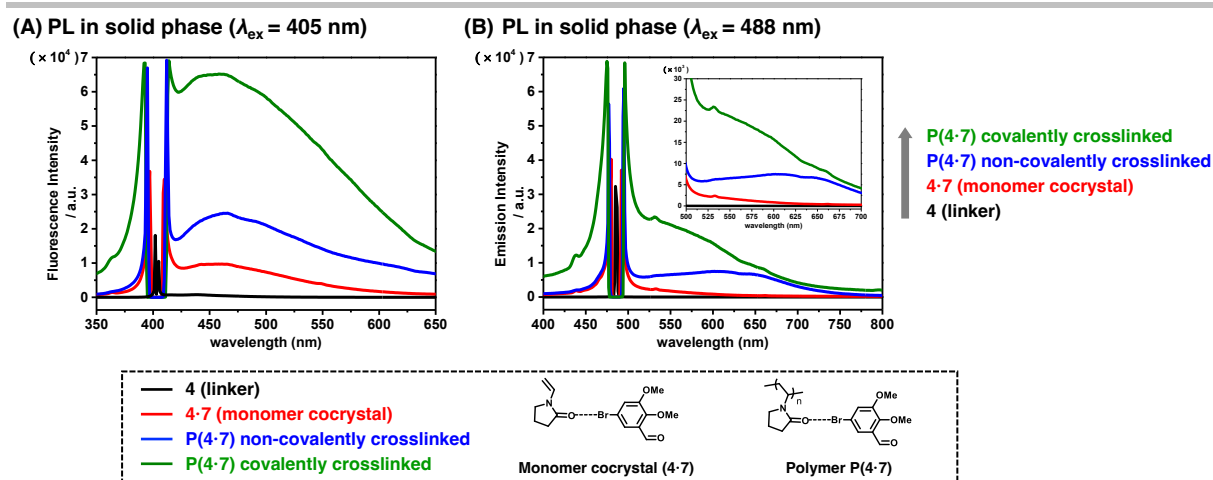 (A) PL in solid phase (λex = 405 nm)
(× 10⁴) 7
6
5
4
3
2
1
0
Fluorescence Intensity
/ a.u.
350 400 450 500 550 600 650
wavelength (nm)
(B) PL in solid phase (λex = 488 nm)
(× 10⁴) 7
6
5
4
3
2
1
0
Emission Intensity
/ a.u.
400 450 500 550 600 650 700 750 800
wavelength (nm)
30
25
20
15
10
5
0
500 525 550 575 600 625 650 675 700
wavelength (nm)
P(4·7) covalently crosslinked
P(4·7) non-covalently crosslinked
4·7 (monomer cocrystal)
4 (linker)
4 (linker)
4·7 (monomer cocrystal)
P(4·7) non-covalently crosslinked
P(4·7) covalently crosslinked
OMe
N
O
Br
OMe
O
Monomer cocrystal (4·7)
n
OMe
N
O
Br
OMe
O
Polymer P(4·7)